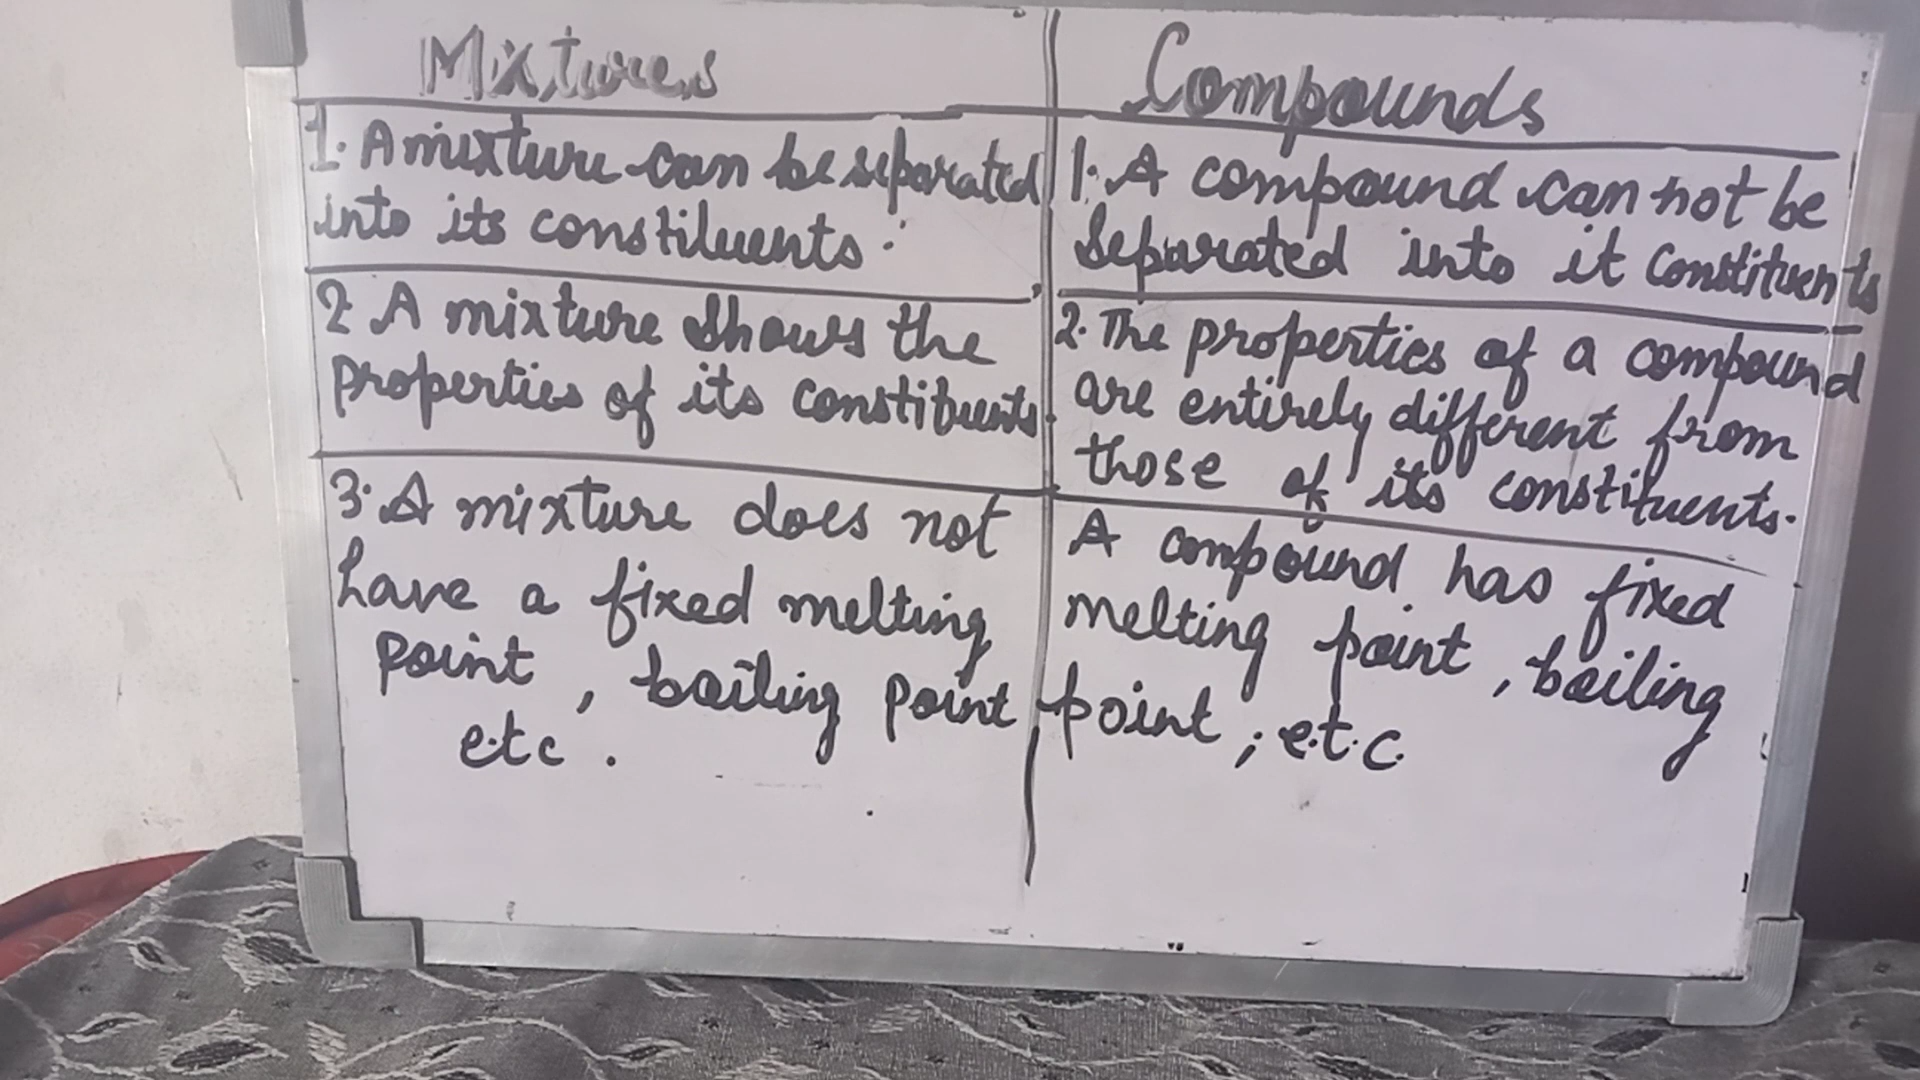 Mixtures
1. A mixture can be separated
into its constiluents.
2 A mixture shows the
properties of its constituents.
3. A mixture does not
have a fixed melting
point, boiling point
etc.
Compounds
1. A compound can not be
separated into it constituents
2. The properties of a compound
are entirely different from
those of its constituents.
A compound has fixed
melting point, boiling
point, e.t.c.